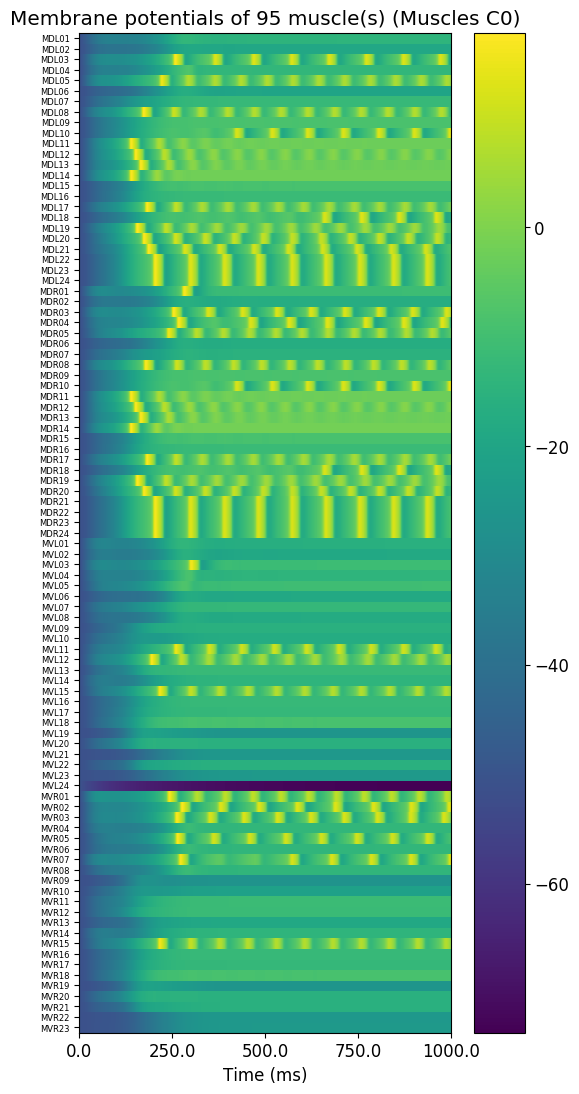 Membrane potentials of 95 muscle(s) (Muscles C0)
MDL01
MDL02
MDL03
MDL04
MDL05
MDL06
MDL07
MDL08
MDL09
MDL10
MDL11
MDL12
MDL13
MDL14
MDL15
MDL16
MDL17
MDL18
MDL19
MDL20
MDL21
MDL22
MDL23
MDL24
MDR01
MDR02
MDR03
MDR04
MDR05
MDR06
MDR07
MDR08
MDR09
MDR10
MDR11
MDR12
MDR13
MDR14
MDR15
MDR16
MDR17
MDR18
MDR19
MDR20
MDR21
MDR22
MDR23
MDR24
MVL01
MVL02
MVL03
MVL04
MVL05
MVL06
MVL07
MVL08
MVL09
MVL10
MVL11
MVL12
MVL13
MVL14
MVL15
MVL16
MVL17
MVL18
MVL19
MVL20
MVL21
MVL22
MVL23
MVL24
MVR01
MVR02
MVR03
MVR04
MVR05
MVR06
MVR07
MVR08
MVR09
MVR10
MVR11
MVR12
MVR13
MVR14
MVR15
MVR16
MVR17
MVR18
MVR19
MVR20
MVR21
MVR22
MVR23
0.0 250.0 500.0 750.0 1000.0
Time (ms)
0
−20
−40
−60